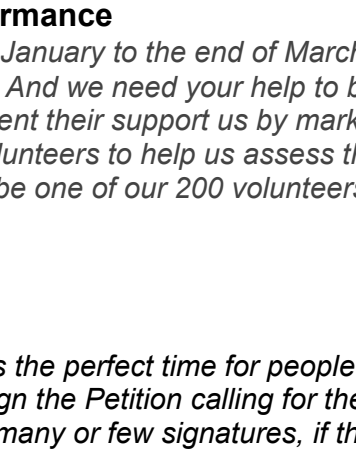 rmance
January to the end of March
And we need your help to b
ent their support us by mark
unteers to help us assess th
be one of our 200 volunteers
s the perfect time for people
gn the Petition calling for the
many or few signatures, if th